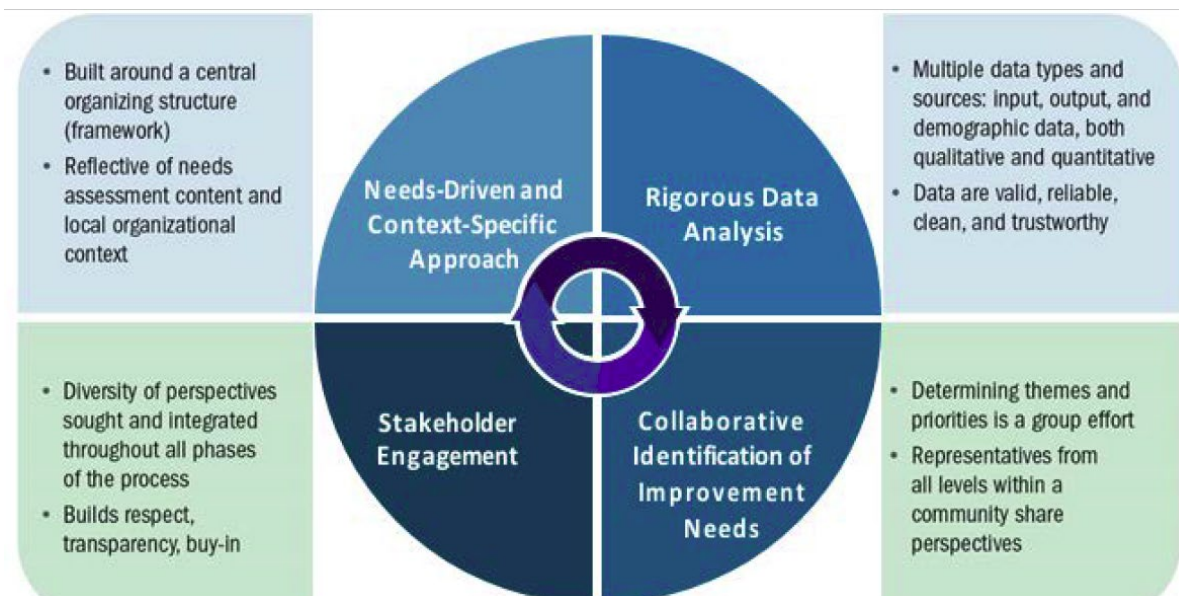 • Built around a central
organizing structure
(framework)
• Reflective of needs
assessment content and
local organizational
context
Needs-Driven and
Context-Specific
Approach
Rigorous Data
Analysis
• Multiple data types and
sources: input, output, and
demographic data, both
qualitative and quantitative
• Data are valid, reliable,
clean, and trustworthy
• Diversity of perspectives
sought and integrated
throughout all phases
of the process
• Builds respect,
transparency, buy-in
Stakeholder
Engagement
Collaborative
Identification of
Improvement
Needs
• Determining themes and
priorities is a group effort
• Representatives from
all levels within a
community share
perspectives